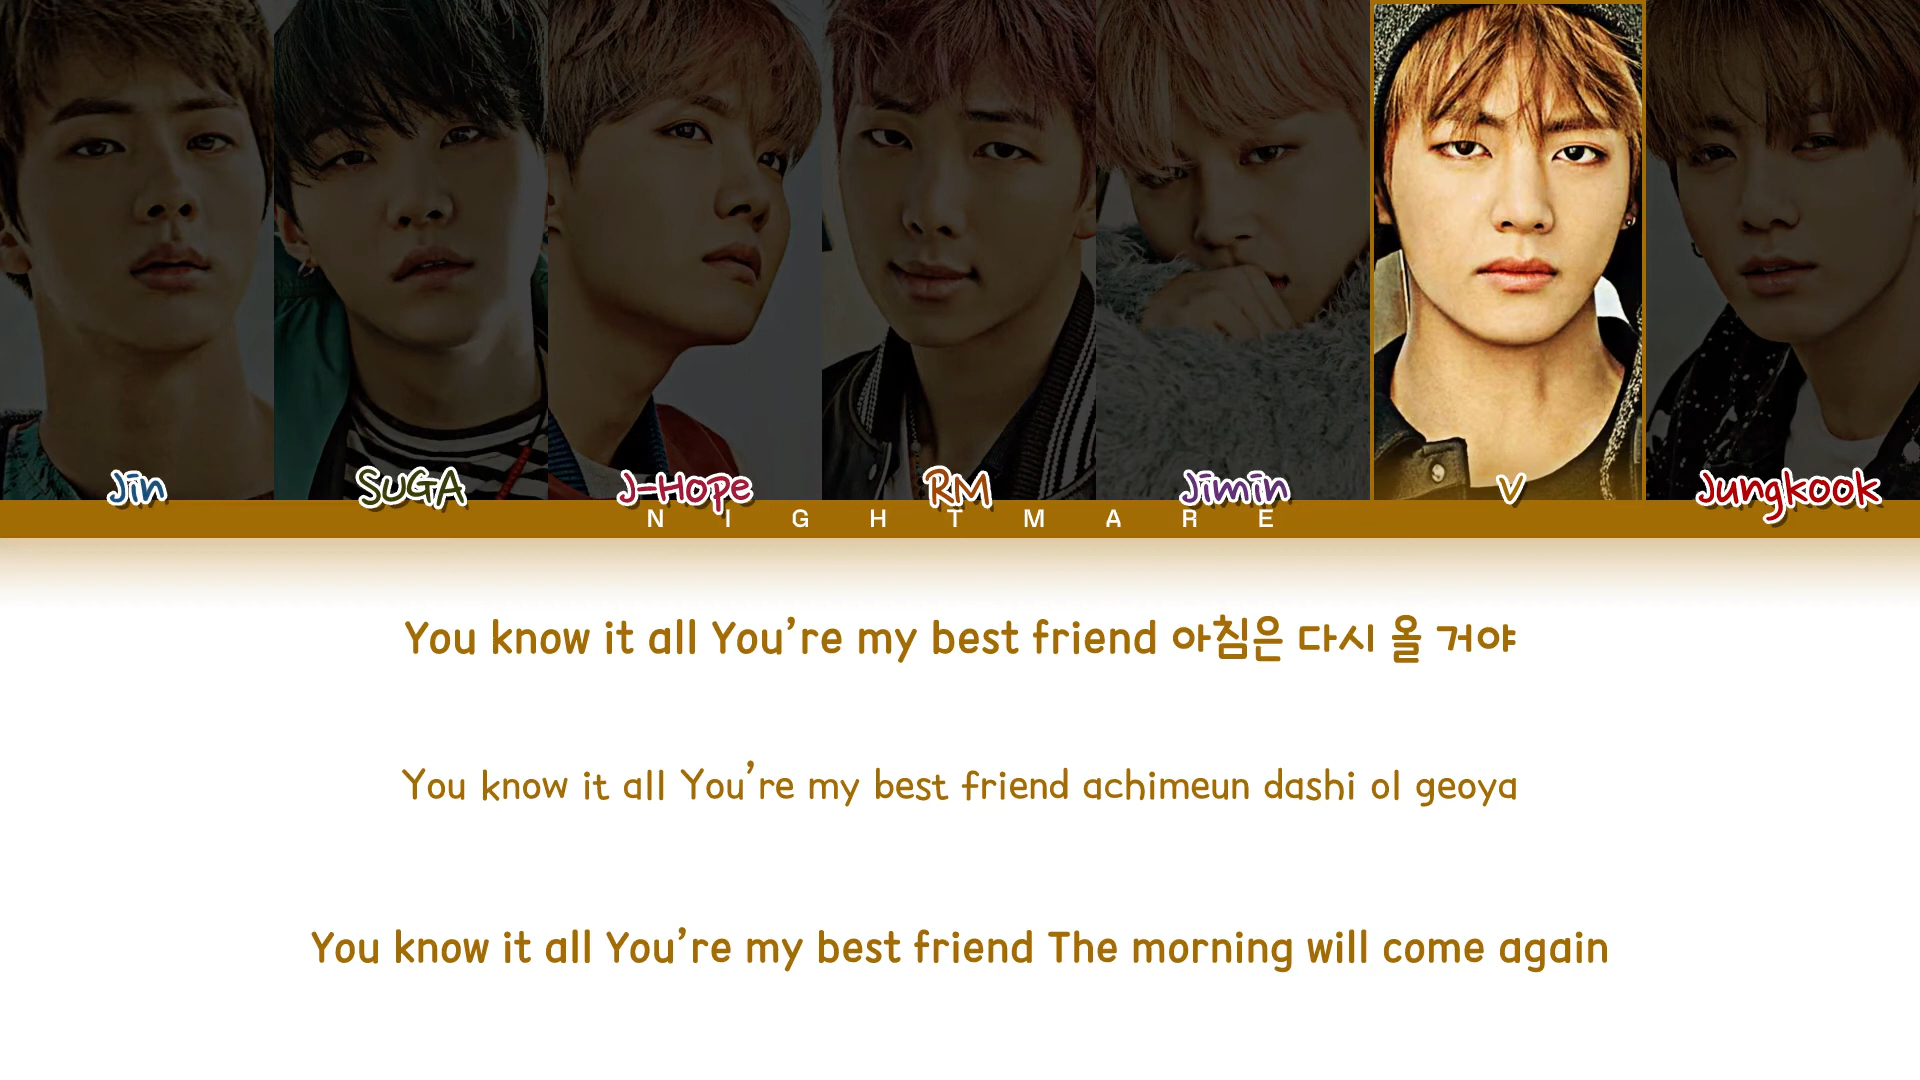 Jin SUGA J-Hope RM Jimin V Jungkook
NIGHTMARE
You know it all You’re my best friend 아침은 다시 올 거야
You know it all You’re my best friend achimeun dashi ol geoya
You know it all You’re my best friend The morning will come again